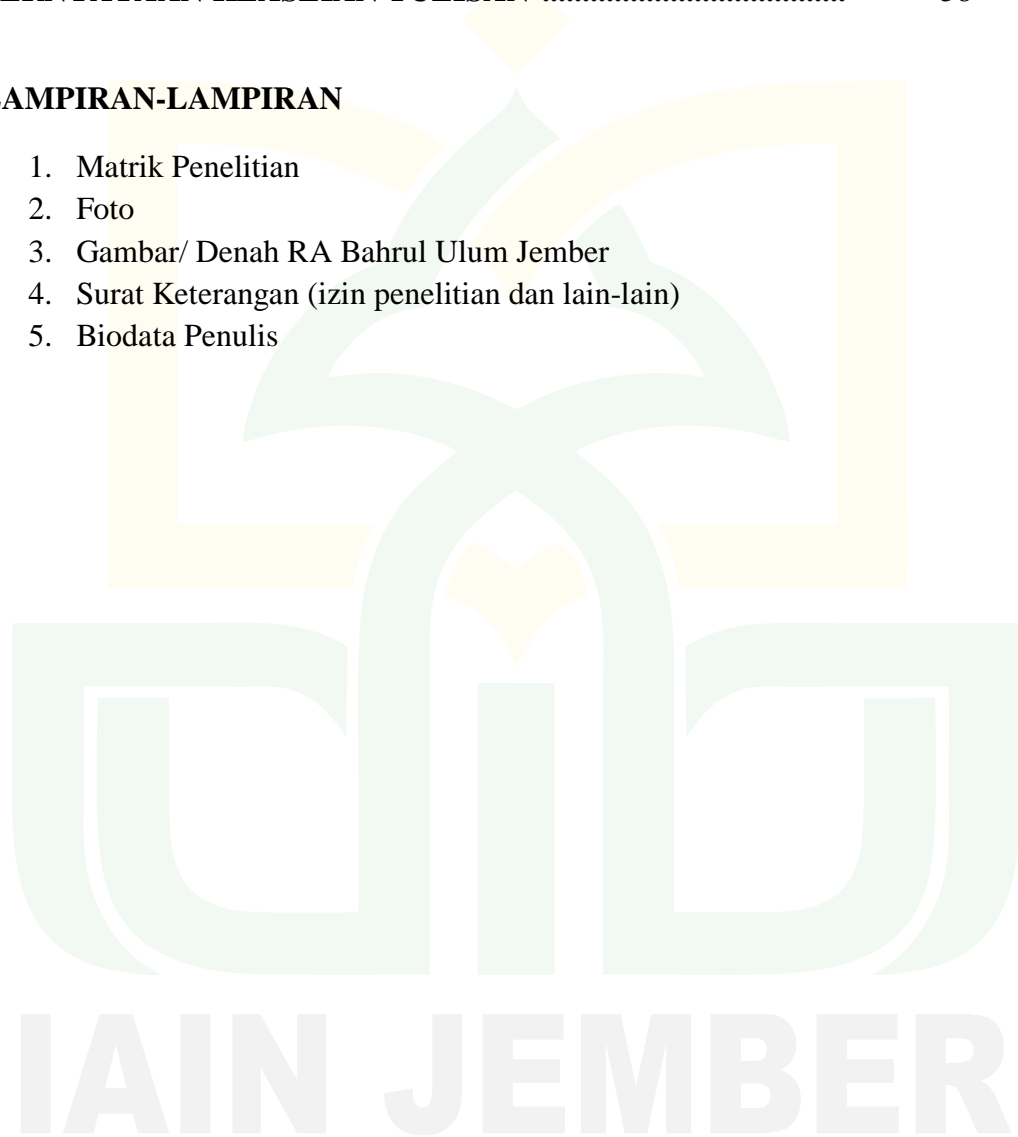 LAMPIRAN-LAMPIRAN
1. Matrik Penelitian
2. Foto
3. Gambar/ Denah RA Bahrul Ulum Jember
4. Surat Keterangan (izin penelitian dan lain-lain)
5. Biodata Penulis
IAIN JEMBER